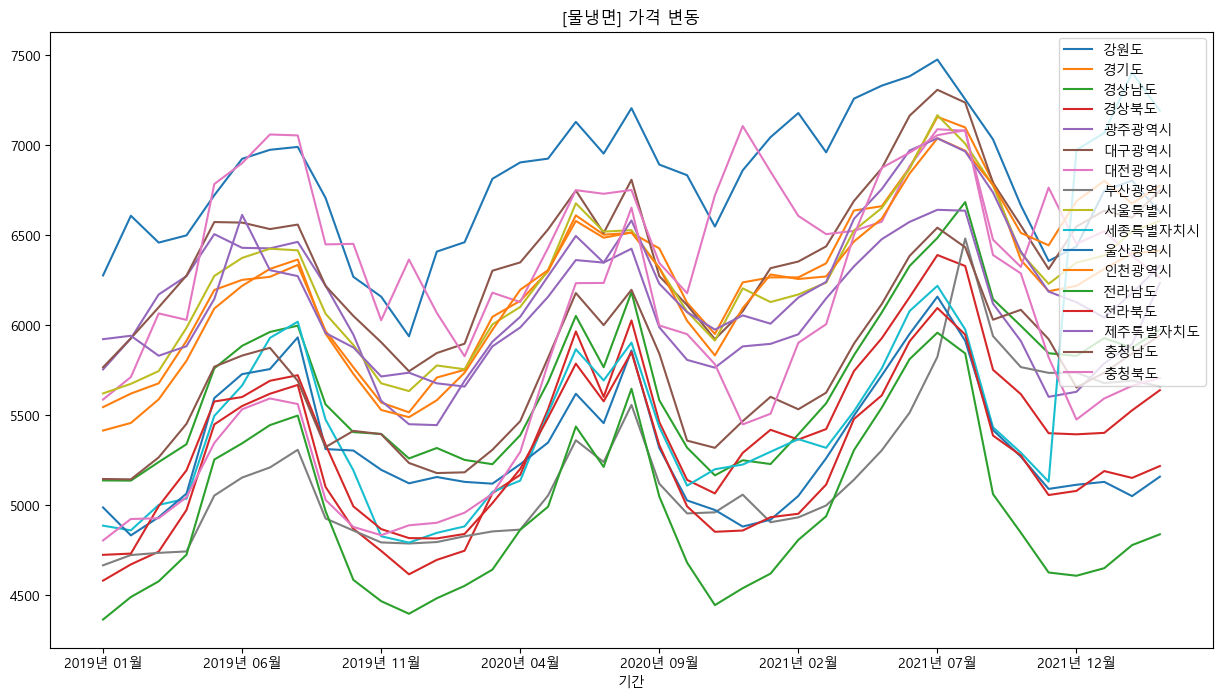 [물냉면] 가격 변동
7500
7000
6500
6000
5500
5000
4500
강원도
경기도
경상남도
경상북도
광주광역시
대구광역시
대전광역시
부산광역시
서울특별시
세종특별자치시
울산광역시
인천광역시
전라남도
전라북도
제주특별자치도
충청남도
충청북도
2019년 01월 2019년 06월 2019년 11월 2020년 04월 2020년 09월 2021년 02월 2021년 07월 2021년 12월
기간